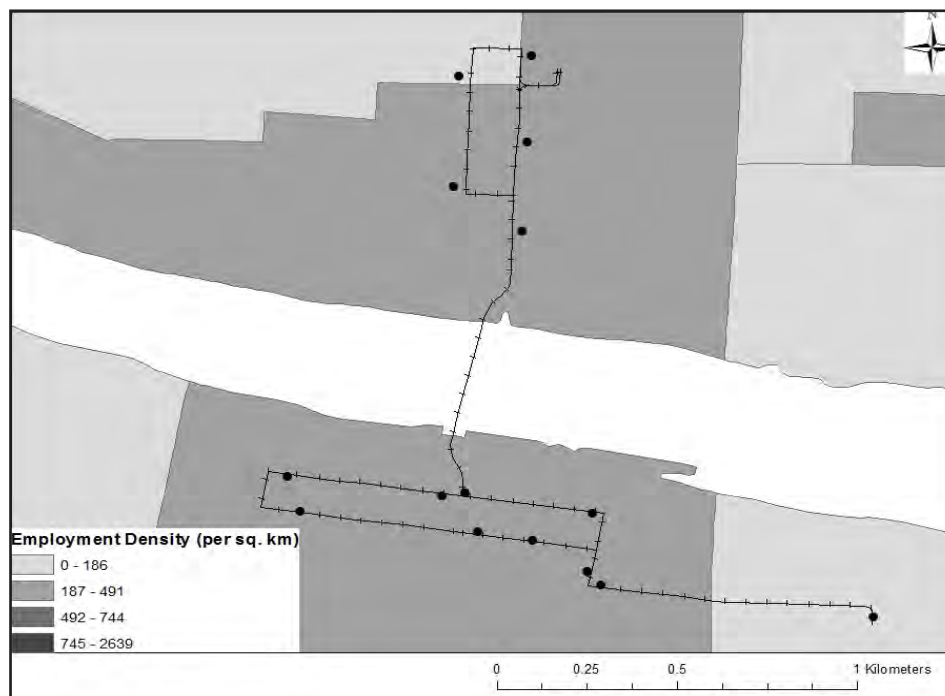 N
Employment Density (per sq. km)
0 - 186
187 - 491
492 - 744
745 - 2639
0 0.25 0.5 1 Kilometers